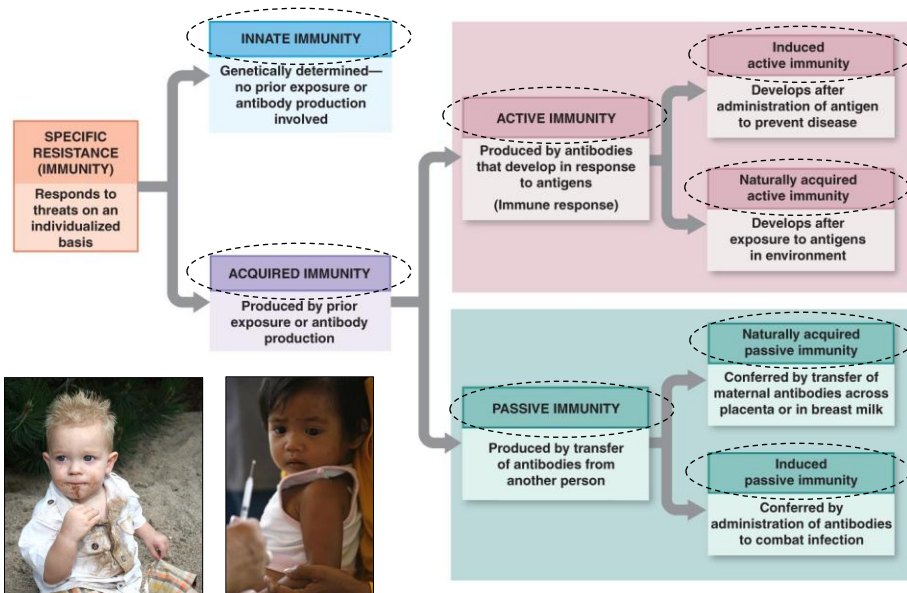 INNATE IMMUNITY
Genetically determined—
no prior exposure or
antibody production
involved
SPECIFIC
RESISTANCE
(IMMUNITY)
Responds to
threats on an
individualized
basis
ACQUIRED IMMUNITY
Produced by prior
exposure or antibody
production
ACTIVE IMMUNITY
Produced by antibodies
that develop in response
to antigens
(Immune response)
Induced
active immunity
Develops after
administration of antigen
to prevent disease
Naturally acquired
active immunity
Develops after
exposure to antigens
in environment
PASSIVE IMMUNITY
Produced by transfer
of antibodies from
another person
Naturally acquired
passive immunity
Conferred by transfer of
maternal antibodies across
placenta or in breast milk
Induced
passive immunity
Conferred by
administration of antibodies
to combat infection